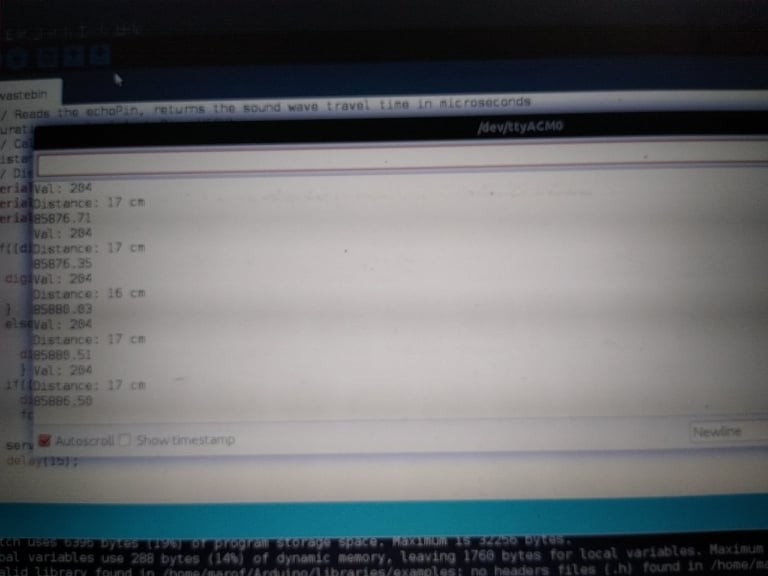 Help
wastebin
/ Reads the echoPin, returns the sound wave travel time in microseconds
/dev/ttyACM0
Val: 204
Distance: 17 cm
85876.71
Val: 204
Distance: 17 cm
85876.35
Val: 204
Distance: 16 cm
85880.03
Val: 204
Distance: 17 cm
85880.51
Val: 204
Distance: 17 cm
85886.50
Autoscroll Show timestamp
Newline
delay(15);
tch uses 6396 bytes (19%) of program storage space. Maximum is 32256 bytes.
bal variables use 288 bytes (14%) of dynamic memory, leaving 1760 bytes for local variables. Maximum
alid library found in /home/marof/Arduino/libraries/examples: no headers files (.h) found in /home/ma